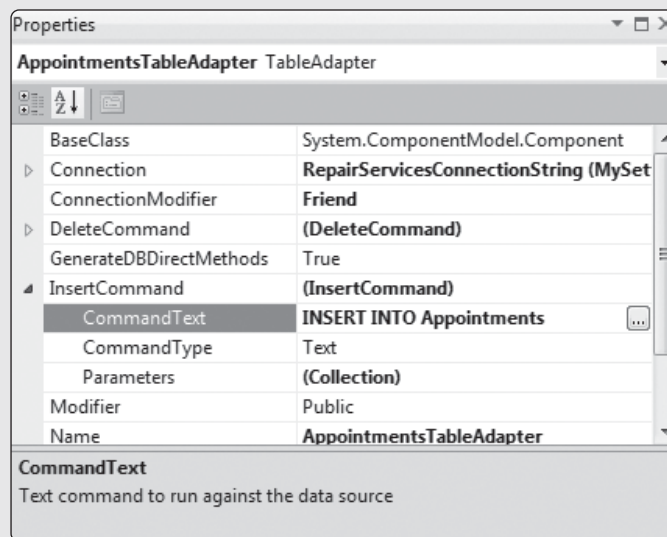 Properties
AppointmentsTableAdapter TableAdapter
BaseClass System.ComponentModel.Component
Connection RepairServicesConnectionString (MySet
ConnectionModifier Friend
DeleteCommand (DeleteCommand)
GenerateDBDirectMethods True
InsertCommand (InsertCommand)
CommandText INSERT INTO Appointments ...
CommandType Text
Parameters (Collection)
Modifier Public
Name AppointmentsTableAdapter
CommandText
Text command to run against the data source